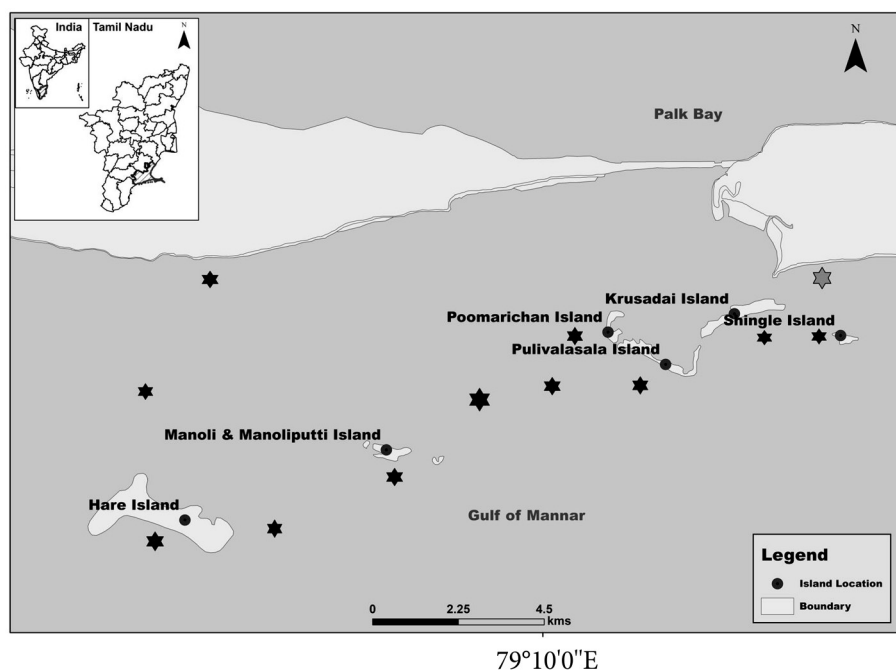 India
Tamil Nadu
N
N
Palk Bay
Krusadai Island
Poomarichan Island
Shingle Island
Pulivalasala Island
Manoli & Manoliputti Island
Hare Island
Gulf of Mannar
Legend
Island Location
Boundary
0 2.25 4.5
kms
79°10'0"E